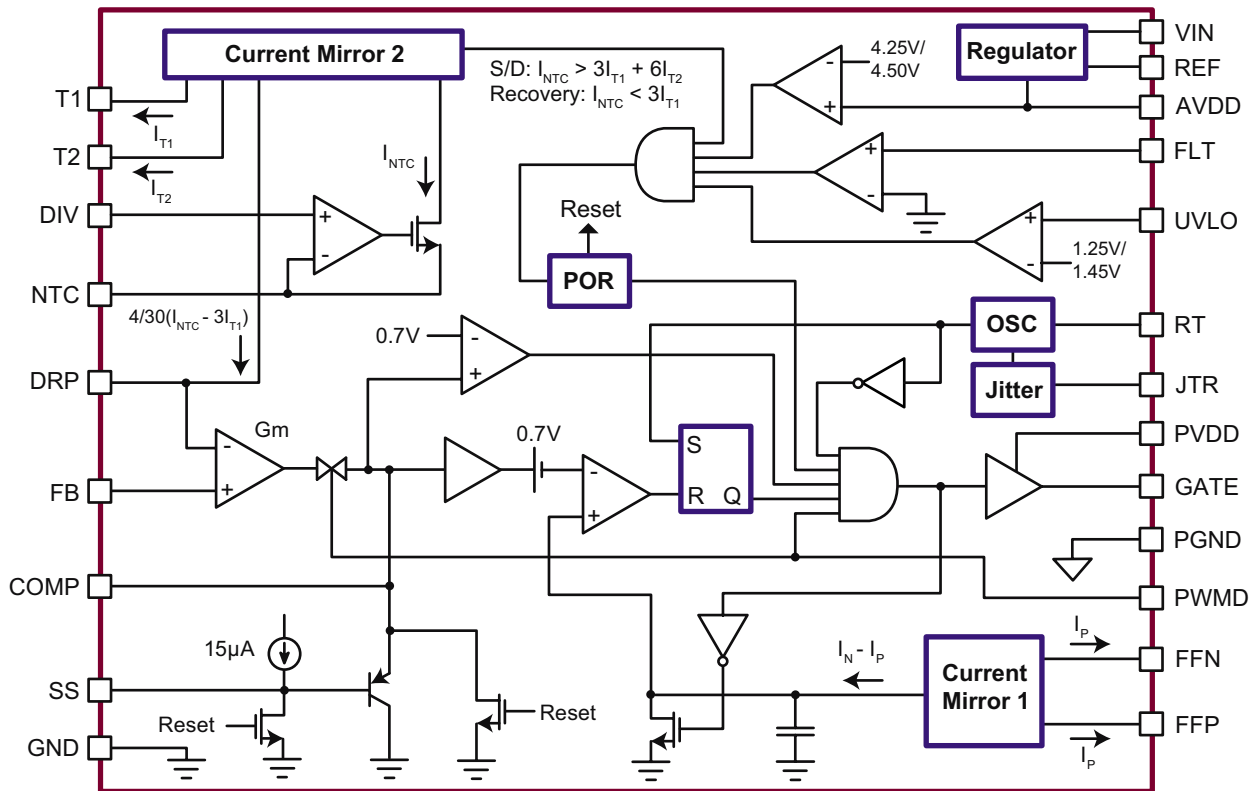 Current Mirror 2
S/D: I_NTC > 3I_T1 + 6I_T2
Recovery: I_NTC < 3I_T1
4.25V/
4.50V
-
+
Regulator
VIN
REF
AVDD
T1
I_T1
T2
I_T2
I_NTC
+
-
FLT
DIV
+
-
Reset
POR
+
-
1.25V/
1.45V
UVLO
NTC
4/30(I_NTC - 3I_T1)
0.7V
-
+
OSC
RT
DRP
Jitter
JTR
Gm
-
+
0.7V
-
+
S
R
Q
PVDD
FB
GATE
PGND
COMP
PWMD
15µA
I_N - I_P
Current
Mirror 1
I_P
FFN
SS
Reset
Reset
FFP
I_P
GND